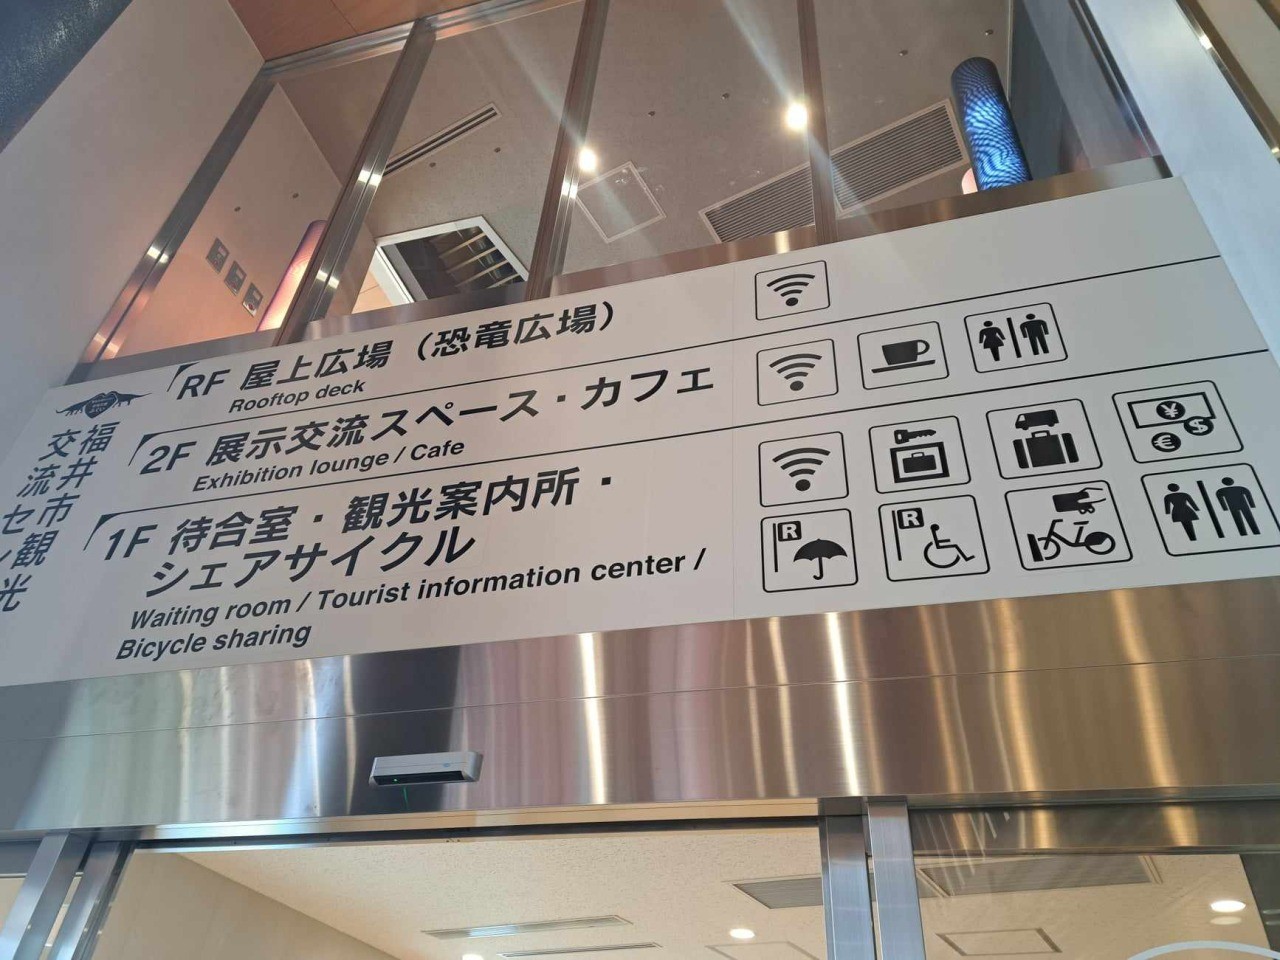 福井市観光
交流セン
RF 屋上広場（恐竜広場）
Rooftop deck
2F 展示交流スペース・カフェ
Exhibition lounge / Cafe
1F 待合室・観光案内所・
シェアサイクル
Waiting room / Tourist information center /
Bicycle sharing
¥
€
$
R
R